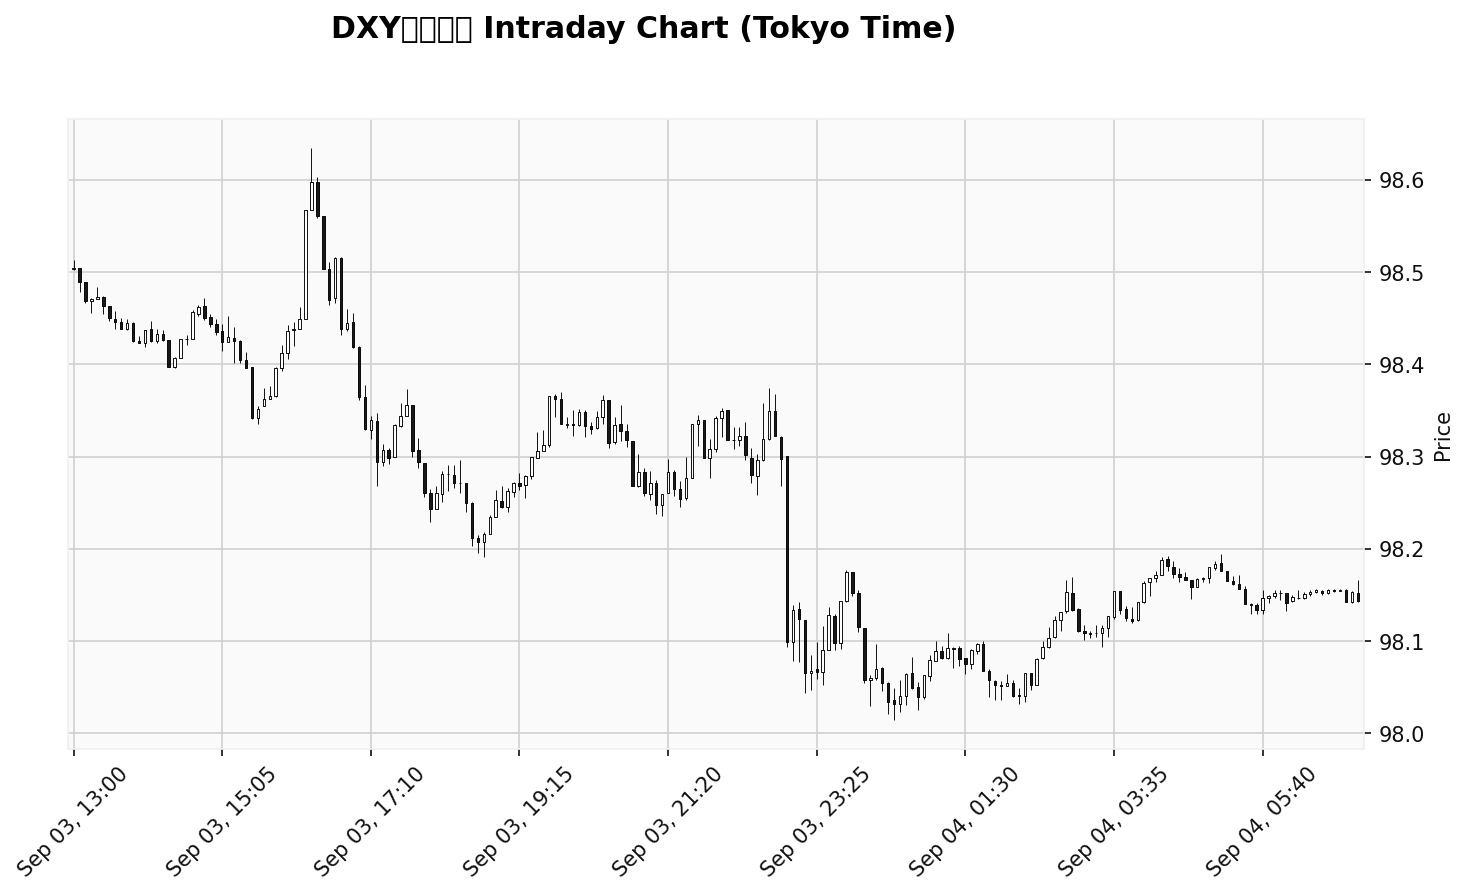 DXY Intraday Chart (Tokyo Time)
98.6
98.5
98.4
98.3
98.2
98.1
98.0
Price
Sep 03, 13:00
Sep 03, 15:05
Sep 03, 17:10
Sep 03, 19:15
Sep 03, 21:20
Sep 03, 23:25
Sep 04, 01:30
Sep 04, 03:35
Sep 04, 05:40